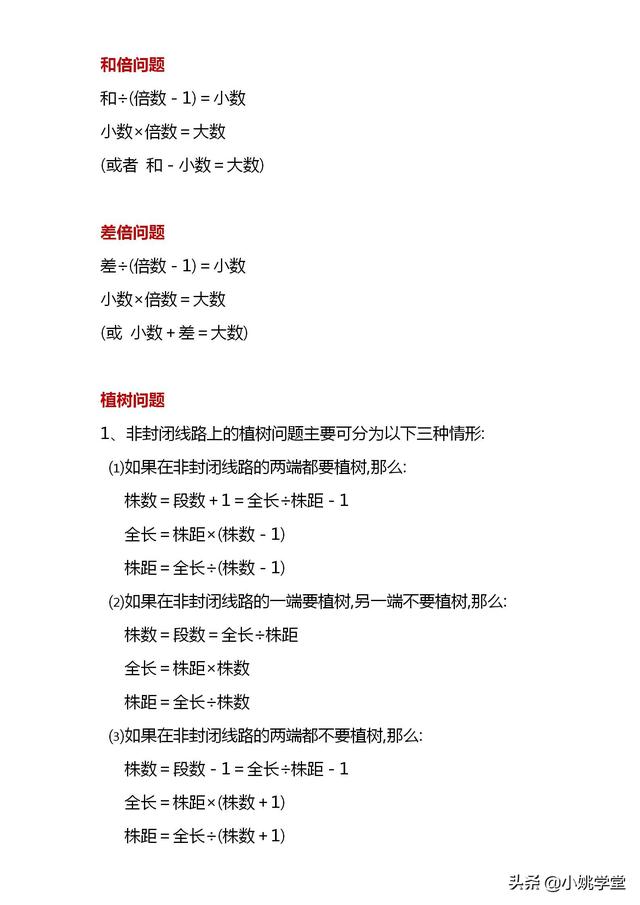 和倍问题
和÷(倍数-1)=小数
小数×倍数=大数
(或者 和-小数=大数)
差倍问题
差÷(倍数-1)=小数
小数×倍数=大数
(或 小数+差=大数)
植树问题
1、非封闭线路上的植树问题主要可分为以下三种情形:
⑴如果在非封闭线路的两端都要植树,那么:
株数=段数+1=全长÷株距-1
全长=株距×(株数-1)
株距=全长÷(株数-1)
⑵如果在非封闭线路的一端要植树,另一端不要植树,那么:
株数=段数=全长÷株距
全长=株距×株数
株距=全长÷株数
⑶如果在非封闭线路的两端都不要植树,那么:
株数=段数-1=全长÷株距-1
全长=株距×(株数+1)
株距=全长÷(株数+1)
头条 @小姚学堂